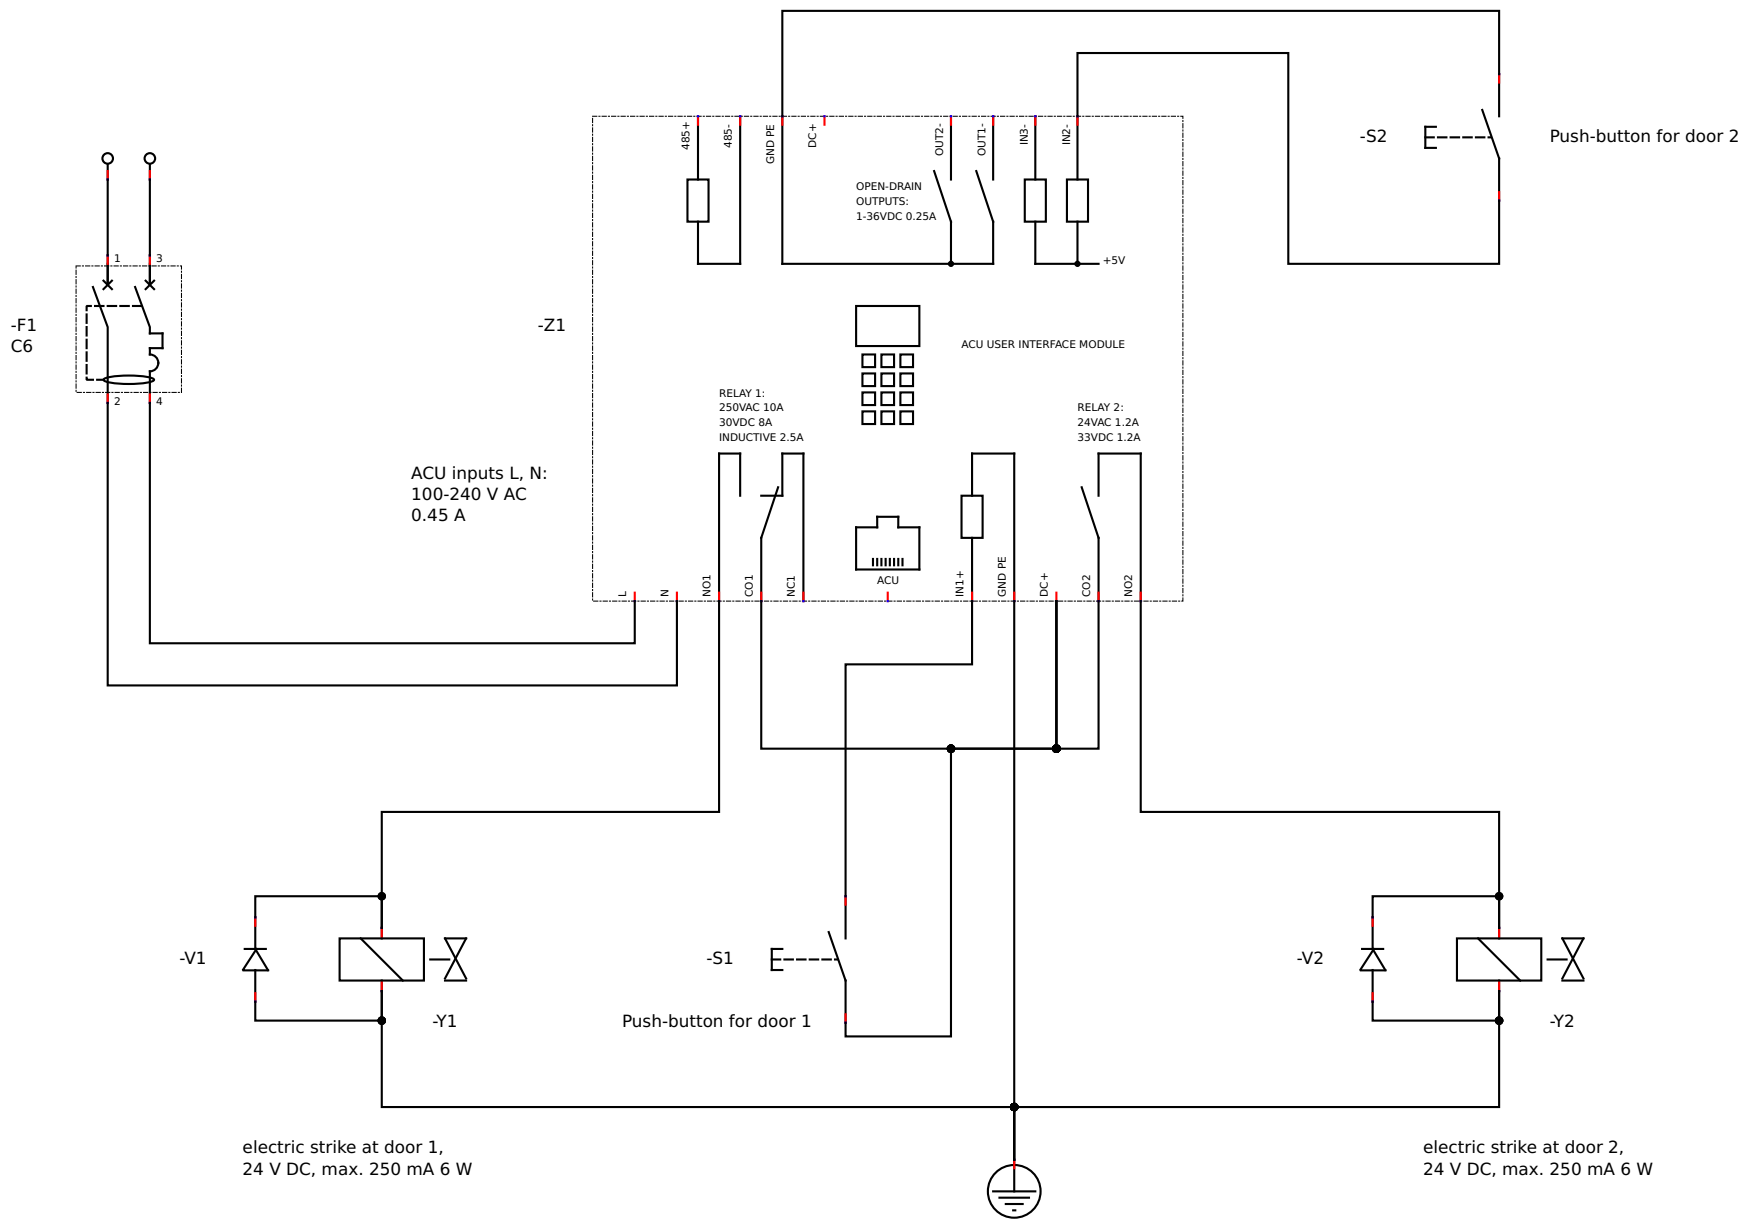 485+
485-
GND PE
DC+
OUT2-
OUT1-
IN3-
IN2-
-S2
Push-button for door 2
OPEN-DRAIN
OUTPUTS:
1-36VDC 0.25A
+5V
1
3
-F1
C6
2
4
-Z1
ACU USER INTERFACE MODULE
RELAY 1:
250VAC 10A
30VDC 8A
INDUCTIVE 2.5A
RELAY 2:
24VAC 1.2A
33VDC 1.2A
ACU inputs L, N:
100-240 V AC
0.45 A
L
N
NO1
CO1
NC1
ACU
IN1+
GND PE
DC+
CO2
NO2
-V1
-Y1
-S1
Push-button for door 1
-V2
-Y2
electric strike at door 1,
24 V DC, max. 250 mA 6 W
electric strike at door 2,
24 V DC, max. 250 mA 6 W